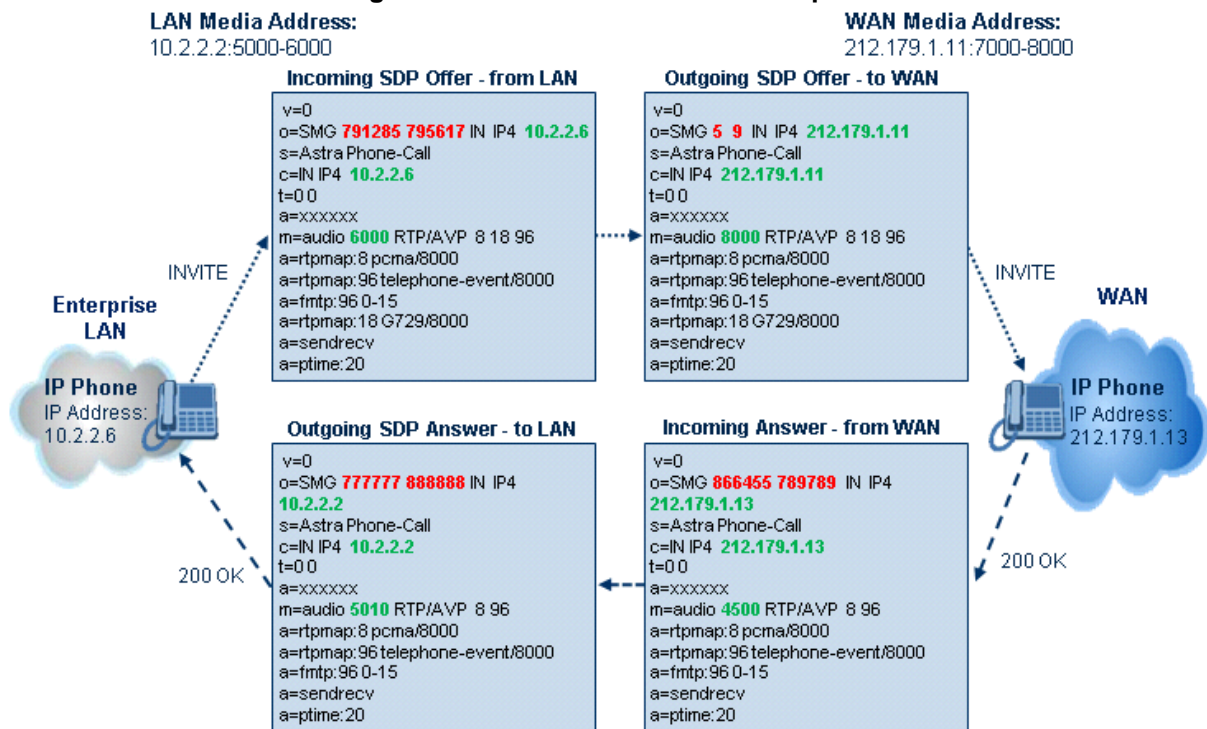 LAN Media Address:
10.2.2.2:5000-6000
WAN Media Address:
212.179.1.11:7000-8000
Incoming SDP Offer - from LAN
v=0
o=SMG 791285 795617 IN IP4 10.2.2.6
s=Astra Phone-Call
c=IN IP4 10.2.2.6
t=0 0
a=xxxxxx
m=audio 6000 RTP/AVP 8 18 96
a=rtpmap:8 pcma/8000
a=rtpmap:96 telephone-event/8000
a=fmtp:96 0-15
a=rtpmap:18 G729/8000
a=sendrecv
a=ptime:20
Outgoing SDP Offer - to WAN
v=0
o=SMG 5 9 IN IP4 212.179.1.11
s=Astra Phone-Call
c=IN IP4 212.179.1.11
t=0 0
a=xxxxxx
m=audio 8000 RTP/AVP 8 18 96
a=rtpmap:8 pcma/8000
a=rtpmap:96 telephone-event/8000
a=fmtp:96 0-15
a=rtpmap:18 G729/8000
a=sendrecv
a=ptime:20
INVITE
INVITE
Enterprise
LAN
IP Phone
IP Address:
10.2.2.6
WAN
IP Phone
IP Address:
212.179.1.13
Outgoing SDP Answer - to LAN
v=0
o=SMG 777777 888888 IN IP4
10.2.2.2
s=Astra Phone-Call
c=IN IP4 10.2.2.2
t=0 0
a=xxxxxx
m=audio 5010 RTP/AVP 8 96
a=rtpmap:8 pcma/8000
a=rtpmap:96 telephone-event/8000
a=fmtp:96 0-15
a=sendrecv
a=ptime:20
Incoming Answer - from WAN
v=0
o=SMG 866455 789789 IN IP4
212.179.1.13
s=Astra Phone-Call
c=IN IP4 212.179.1.13
t=0 0
a=xxxxxx
m=audio 4500 RTP/AVP 8 96
a=rtpmap:8 pcma/8000
a=rtpmap:96 telephone-event/8000
a=fmtp:96 0-15
a=sendrecv
a=ptime:20
200 OK
200 OK